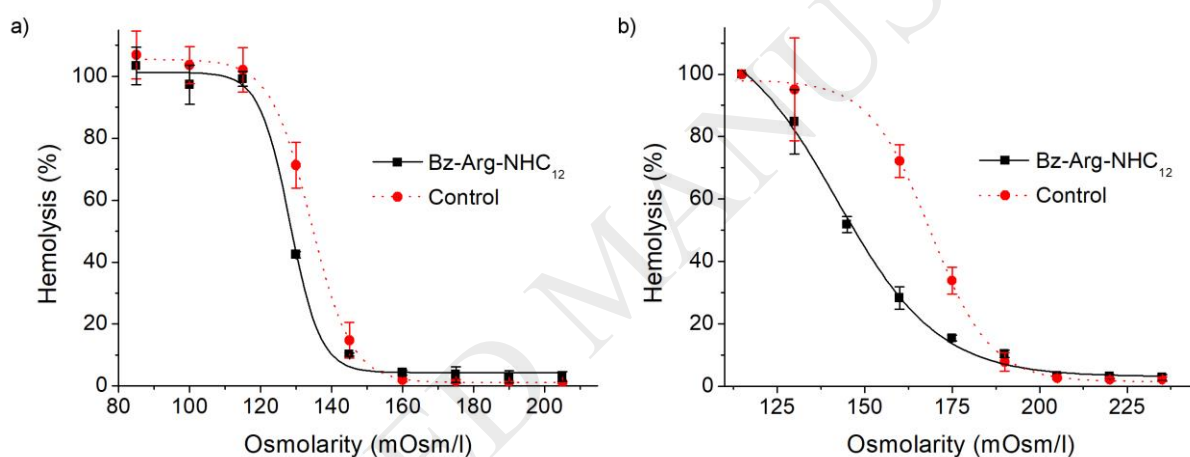 a)
Hemolysis (%)
100
80
60
40
20
0
Bz-Arg-NHC₁₂
Control
80 100 120 140 160 180 200
Osmolarity (mOsm/l)
b)
Hemolysis (%)
100
80
60
40
20
0
Bz-Arg-NHC₁₂
Control
125 150 175 200 225
Osmolarity (mOsm/l)
ED MANUS